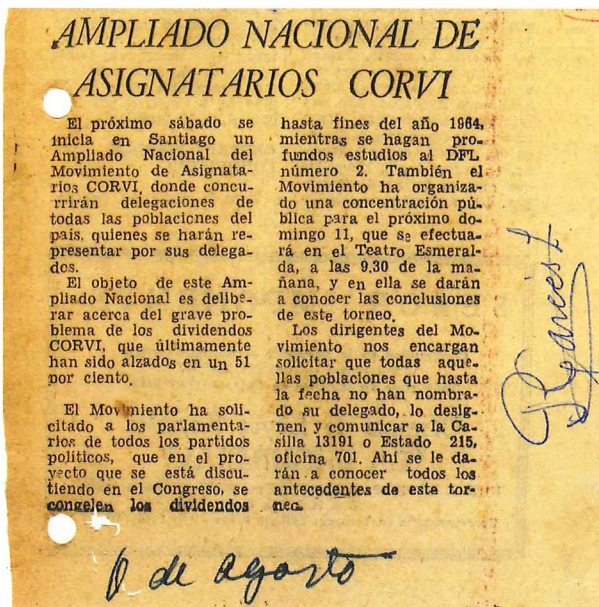 AMPLIADO NACIONAL DE
ASIGNATARIOS CORVI
El próximo sábado se
inicia en Santiago un
Ampliado Nacional del
Movimiento de Asignata-
rios CORVI, donde concu-
rrirán delegaciones de
todas las poblaciones del
país, quienes se harán re-
presentar por sus delega-
dos.
El objeto de este Am-
pliado Nacional es delibe-
rar acerca del grave pro-
blema de los dividendos
CORVI, que últimamente
han sido alzados en un 51
por ciento.
El Movimiento ha soli-
citado a los parlamenta-
rios de todos los partidos
políticos, que en el pro-
yecto que se está discu-
tiendo en el Congreso, se
congelen los dividendos
hasta fines del año 1964,
mientras se hagan pro-
fundos estudios al DFL
número 2. También el
Movimiento ha organiza-
do una concentración pú-
blica para el próximo do-
mingo 11, que se efectua-
rá en el Teatro Esmeral-
da, a las 9,30 de la ma-
ñana, y en ella se darán
a conocer las conclusiones
de este torneo.
Los dirigentes del Mo-
vimiento nos encargan
solicitar que todas aque-
llas poblaciones que hasta
la fecha no han nombra-
do su delegado, lo desig-
nen, y comunicar a la Ca-
silla 13191 o Estado 215,
oficina 701. Ahí se le da-
rán a conocer todos los
antecedentes de este tor-
neo.
de agosto